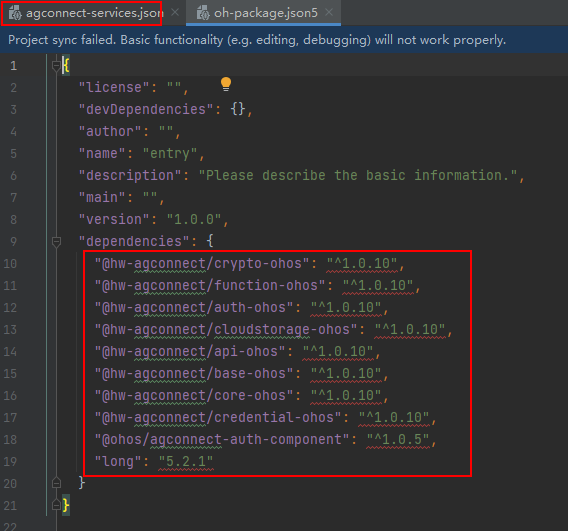 agconnect-services.json × oh-package.json5 ×
Project sync failed. Basic functionality (e.g. editing, debugging) will not work properly.
1 {
2 "license": "",
3 "devDependencies": {},
4 "author": "",
5 "name": "entry",
6 "description": "Please describe the basic information.",
7 "main": "",
8 "version": "1.0.0",
9 "dependencies": {
10 "@hw-agconnect/crypto-ohos": "^1.0.10",
11 "@hw-agconnect/function-ohos": "^1.0.10",
12 "@hw-agconnect/auth-ohos": "^1.0.10",
13 "@hw-agconnect/cloudstorage-ohos": "^1.0.10",
14 "@hw-agconnect/api-ohos": "^1.0.10",
15 "@hw-agconnect/base-ohos": "^1.0.10",
16 "@hw-agconnect/core-ohos": "^1.0.10",
17 "@hw-agconnect/credential-ohos": "^1.0.10",
18 "@ohos/agconnect-auth-component": "^1.0.5",
19 "long": "5.2.1"
20 }
21 }